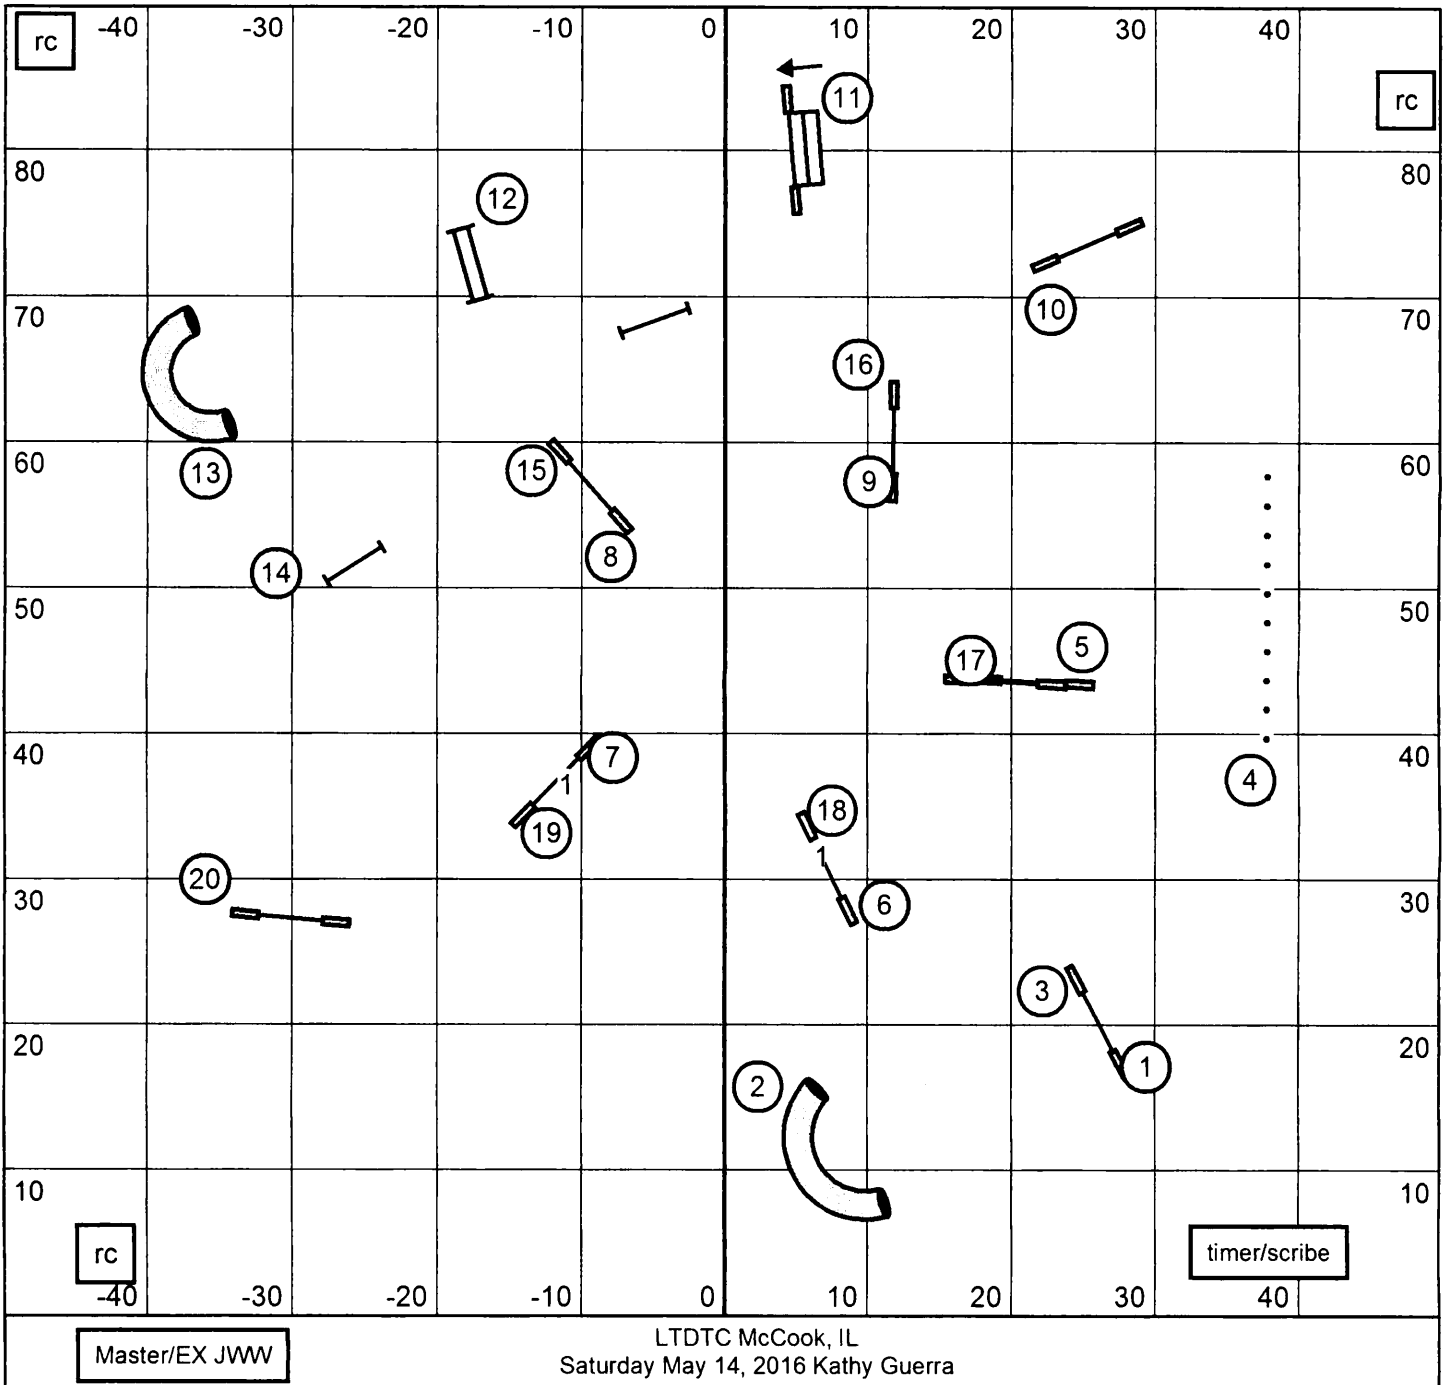 rc -40 -30 -20 -10 0 10 20 30 40
11 rc
80 80
12
70 10 70
16
60 15 9 60
13
8
14
50 50
17 5
40 7 40
1 4
18
19
1
20
30 6 30
3
20 1 20
2
10 10
rc timer/scribe
-40 -30 -20 -10 0 10 20 30 40
Master/EX JWW
LTDTC McCook, IL
Saturday May 14, 2016 Kathy Guerra